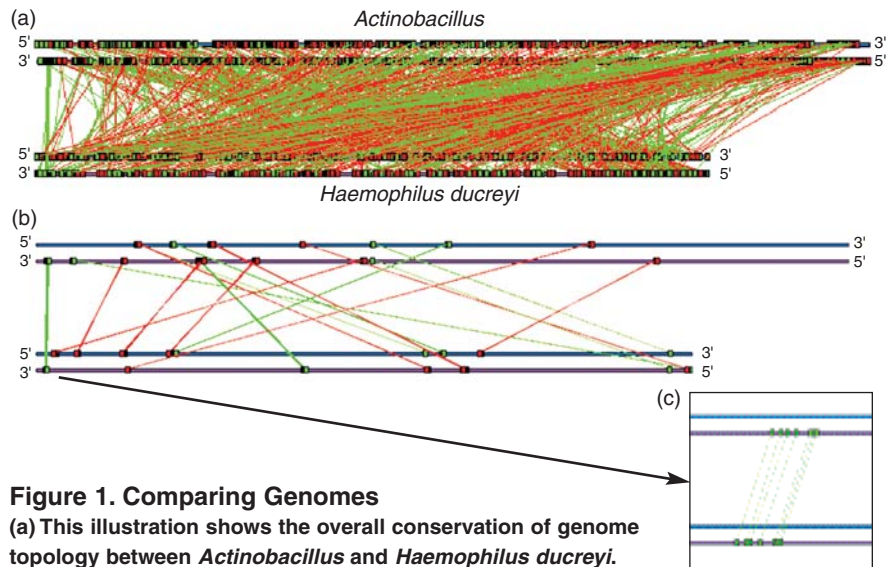 (a)
Actinobacillus
5' 3'
3' 5'
5' 3'
3' 5'
Haemophilus ducreyi
(b)
5' 3'
3' 5'
5' 3'
3' 5'
(c)
Figure 1. Comparing Genomes
(a) This illustration shows the overall conservation of genome
topology between Actinobacillus and Haemophilus ducreyi.